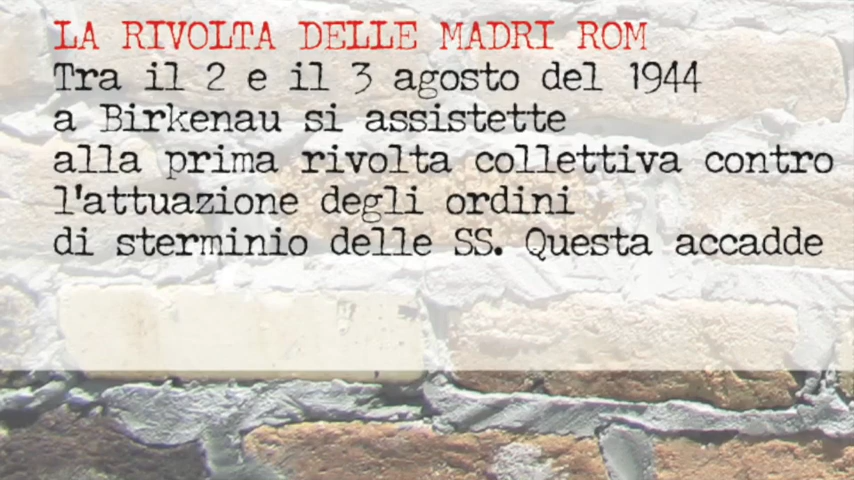 LA RIVOLTA DELLE MADRI ROM
Tra il 2 e il 3 agosto del 1944
a Birkenau si assistette
alla prima rivolta collettiva contro
l'attuazione degli ordini
di sterminio delle SS. Questa accadde